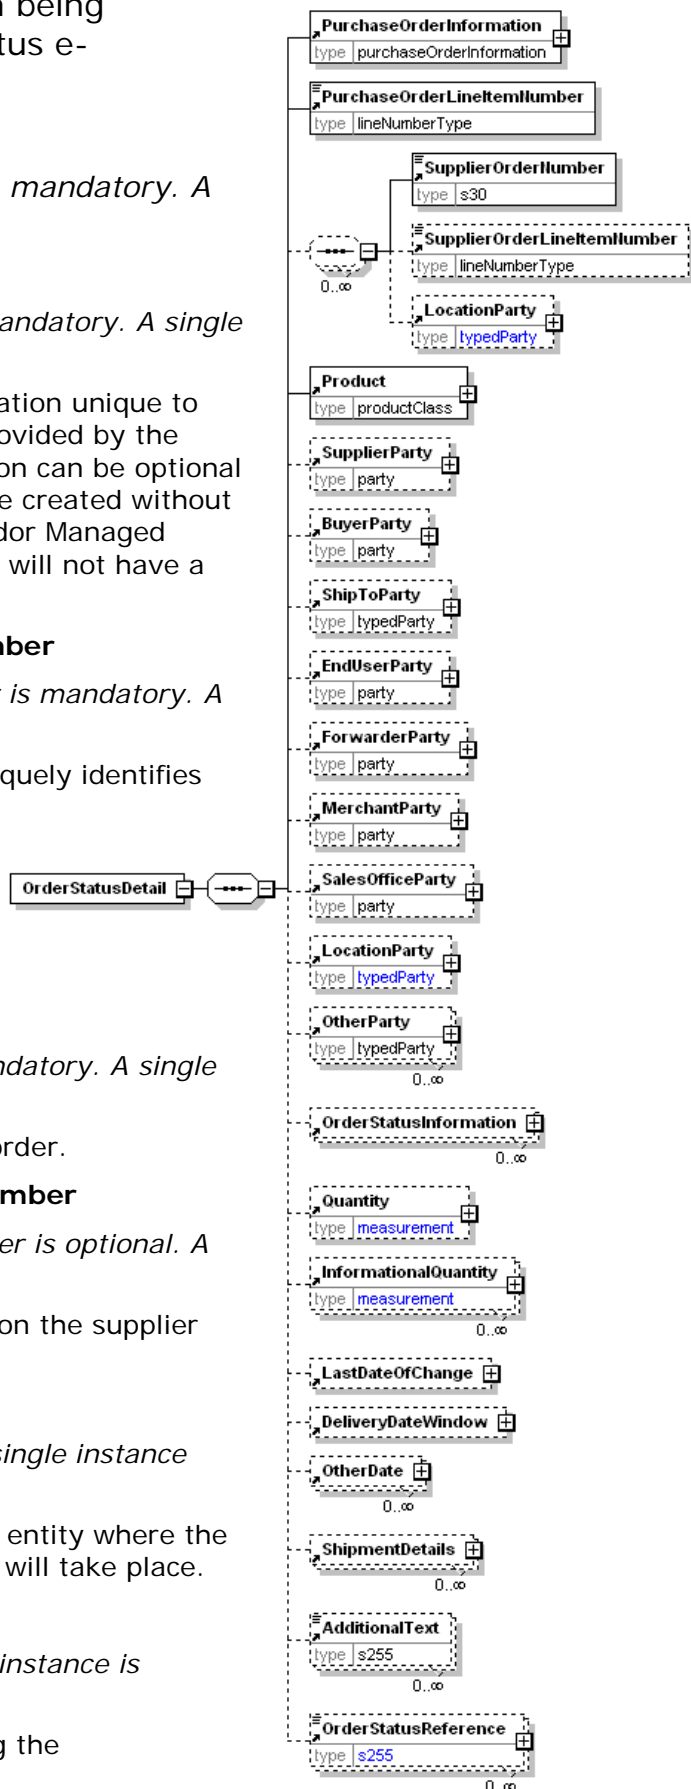 n being
tus e-
mandatory. A
andatory. A single
ation unique to
rovided by the
on can be optional
e created without
dor Managed
will not have a
nber
r is mandatory. A
quely identifies
ndatory. A single
order.
mber
er is optional. A
on the supplier
single instance
entity where the
will take place.
instance is
g the
OrderStatusDetail
PurchaseOrderInformation
type purchaseOrderInformation
PurchaseOrderLineItemNumber
type lineNumberType
0..∞
SupplierOrderNumber
type s30
SupplierOrderLineItemNumber
type lineNumberType
LocationParty
type typedParty
Product
type productClass
SupplierParty
type party
BuyerParty
type party
ShipToParty
type typedParty
EndUserParty
type party
ForwarderParty
type party
MerchantParty
type party
SalesOfficeParty
type party
LocationParty
type typedParty
OtherParty
type typedParty
0..∞
OrderStatusInformation
0..∞
Quantity
type measurement
InformationalQuantity
type measurement
0..∞
LastDateOfChange
DeliveryDateWindow
OtherDate
0..∞
ShipmentDetails
0..∞
AdditionalText
type s255
0..∞
OrderStatusReference
type s255
0..∞